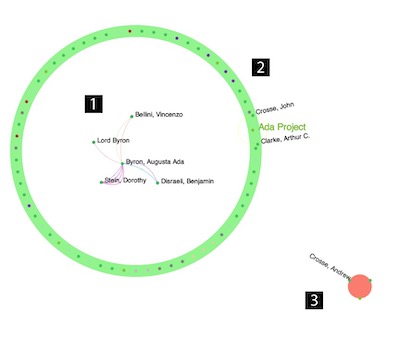 2
1
Crosse, John
Bellini, Vincenzo
Ada Project
Lord Byron
Clarke, Arthur C.
Byron, Augusta Ada
Stein, Dorothy
Disraeli, Benjamin
Crosse, Andrew
3